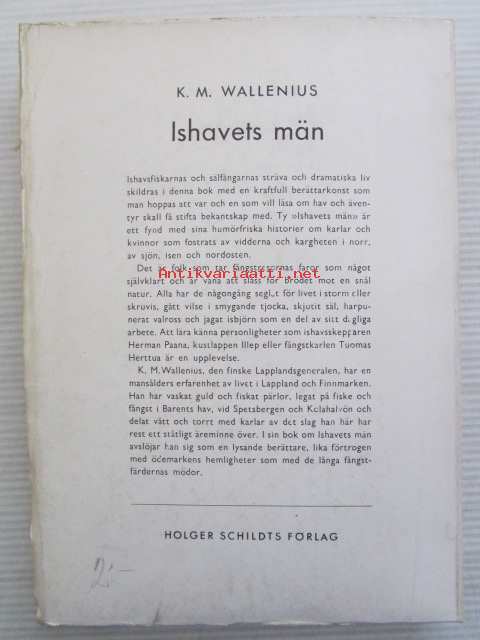 K. M. WALLENIUS
Ishavets män
Ishavsfiskarnas och sälfångarnas sträva och dramatiska liv
skildras i denna bok med en kraftfull berättarkonst som
man hoppas att var och en som vill läsa om hav och även-
tyr skall få stifta bekantskap med. Ty »Ishavets män» är
ett fynd med sina humörfriska historier om karlar och
kvinnor som fostrats av vidderna och kargheten i norr,
av sjön, isen och nordosten.
Det är folk som tar fångstresornas faror som något
Antikvariaatti.net
självklart och är vana att slåss för brödet mot en snål
natur. Alla har de någongång seglat för livet i storm eller
skruvis, gått vilse i smygande tjocka, skjutit säl, harpu-
nerat valross och jagat isbjörn som en del av sitt dagliga
arbete. Att lära känna personligheter som ishavsskepparen
Herman Paana, kustlappen Illep eller fångstkarlen Tuomas
Herttua är en upplevelse.
K. M. Wallenius, den finske Lapplandsgeneralen, har en
mansålders erfarenhet av livet i Lappland och Finnmarken.
Han har vaskat guld och fiskat pärlor, legat på fiske och
fångst i Barents hav, vid Spetsbergen och Kolahalvön och
delat vått och torrt med karlar av det slag han här har
rest ett ståtligt äreminne över. I sin bok om Ishavets män
avslöjar han sig som en lysande berättare, lika förtrogen
med ödemarkens hemligheter som med de långa fångst-
färdernas mödor.
HOLGER SCHILDTS FÖRLAG
2:-